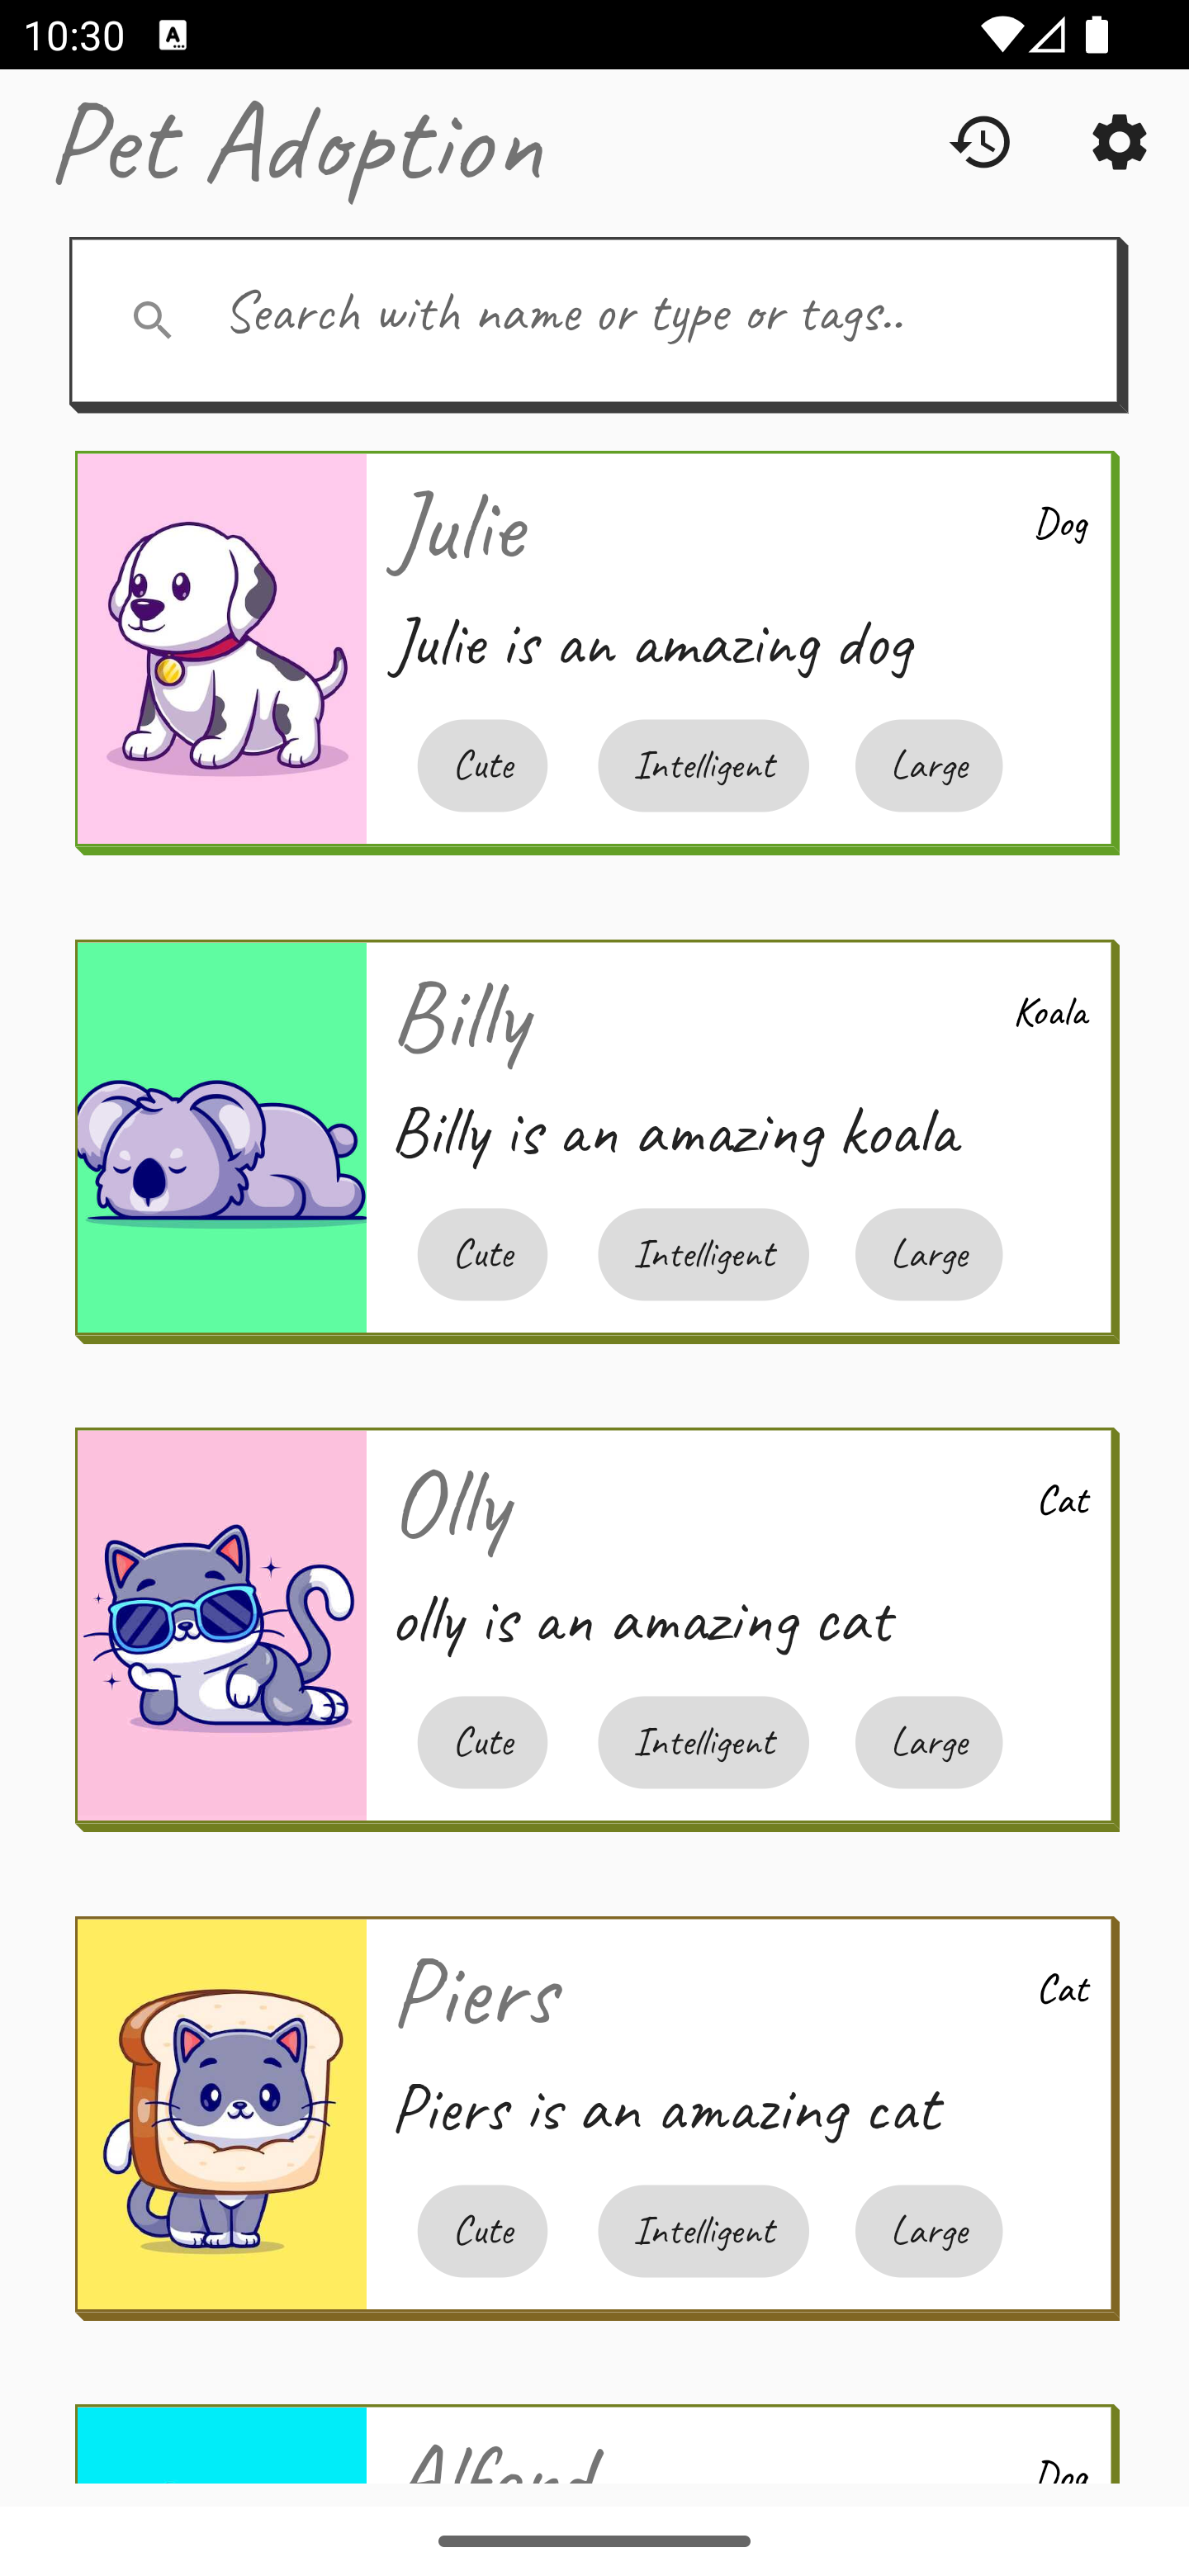 10:30
Pet Adoption
Search with name or type or tags..
Julie
Dog
Julie is an amazing dog
Cute Intelligent Large
Billy
Koala
Billy is an amazing koala
Cute Intelligent Large
Olly
Cat
olly is an amazing cat
Cute Intelligent Large
Piers
Cat
Piers is an amazing cat
Cute Intelligent Large
Dog